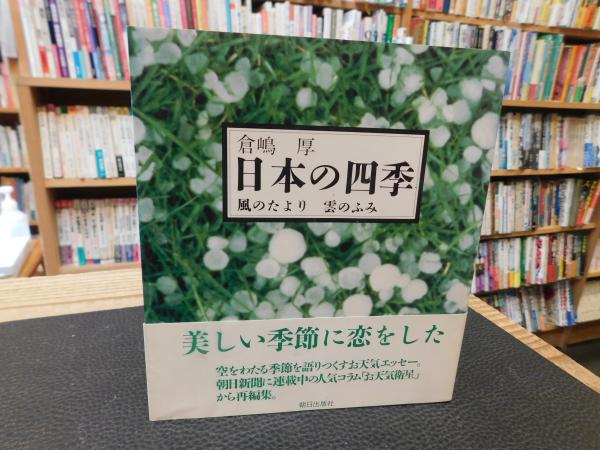 倉嶋 厚
日本の四季
風のたより 雲のふみ
美しい季節に恋をした
空をわたる季節を語りつくすお天気エッセー。
朝日新聞に連載中の人気コラム「お天気衛星」
から再編集。
朝日出版社